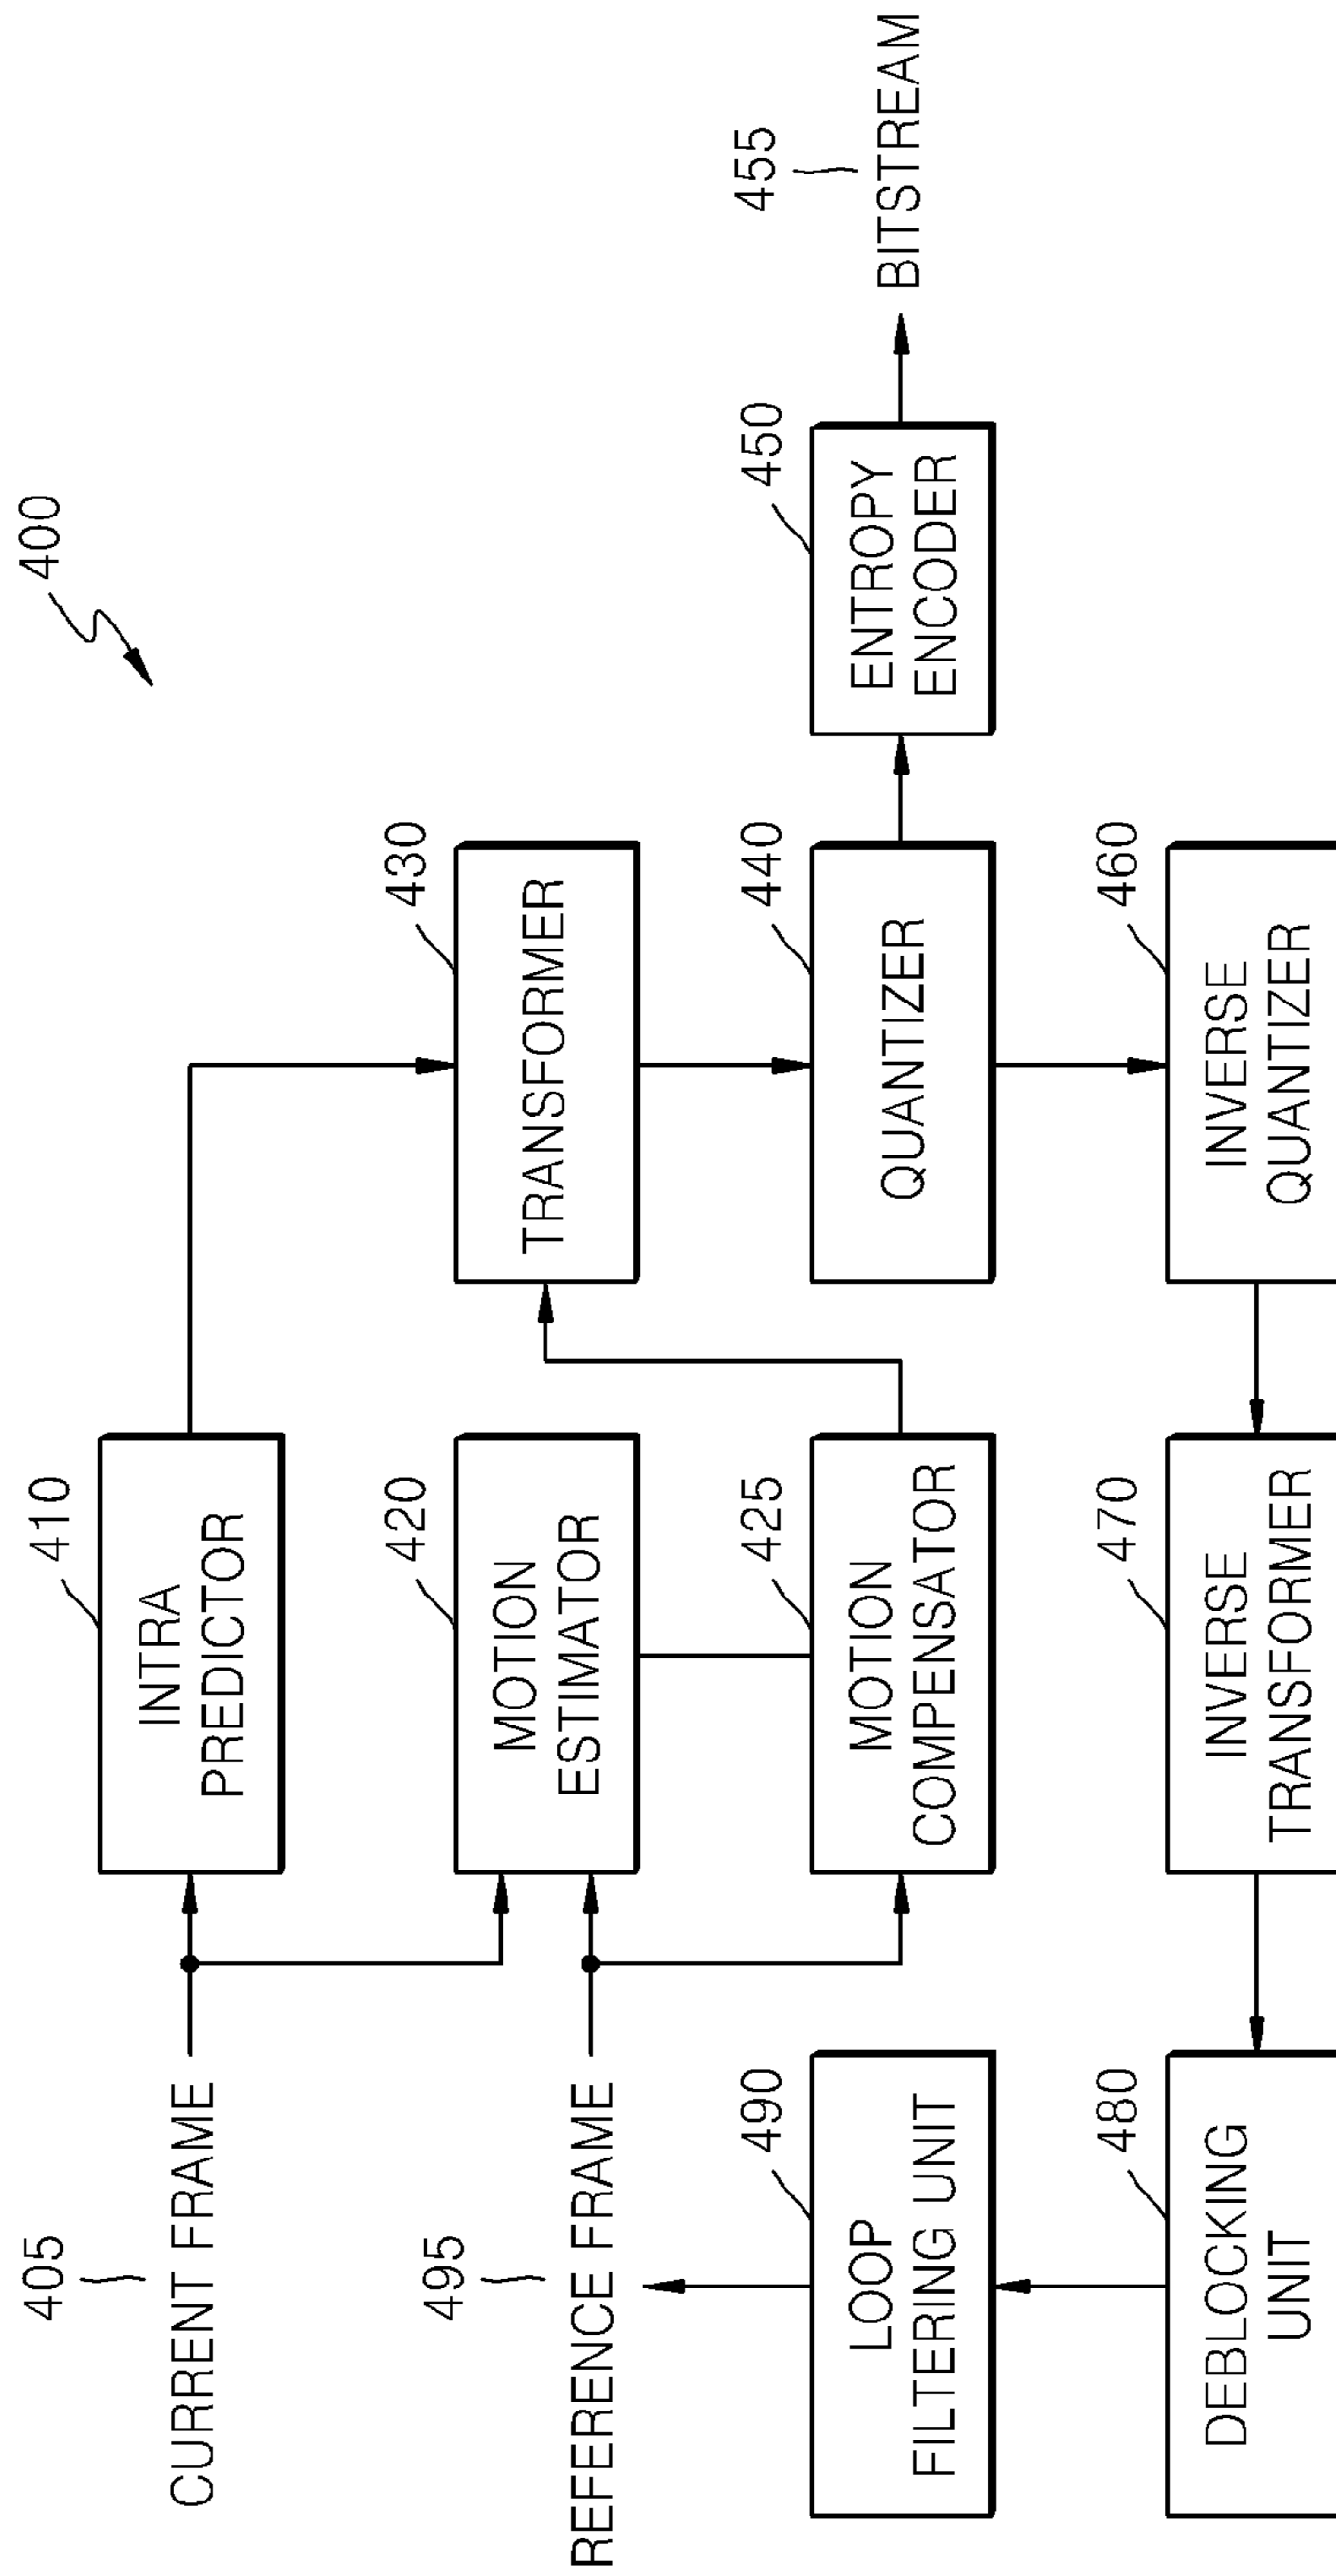 400
405
CURRENT FRAME
410
INTRA
PREDICTOR
495
REFERENCE FRAME
420
MOTION
ESTIMATOR
430
TRANSFORMER
490
LOOP
FILTERING UNIT
425
MOTION
COMPENSATOR
440
QUANTIZER
450
ENTROPY
ENCODER
455
BITSTREAM
480
DEBLOCKING
UNIT
470
INVERSE
TRANSFORMER
460
INVERSE
QUANTIZER